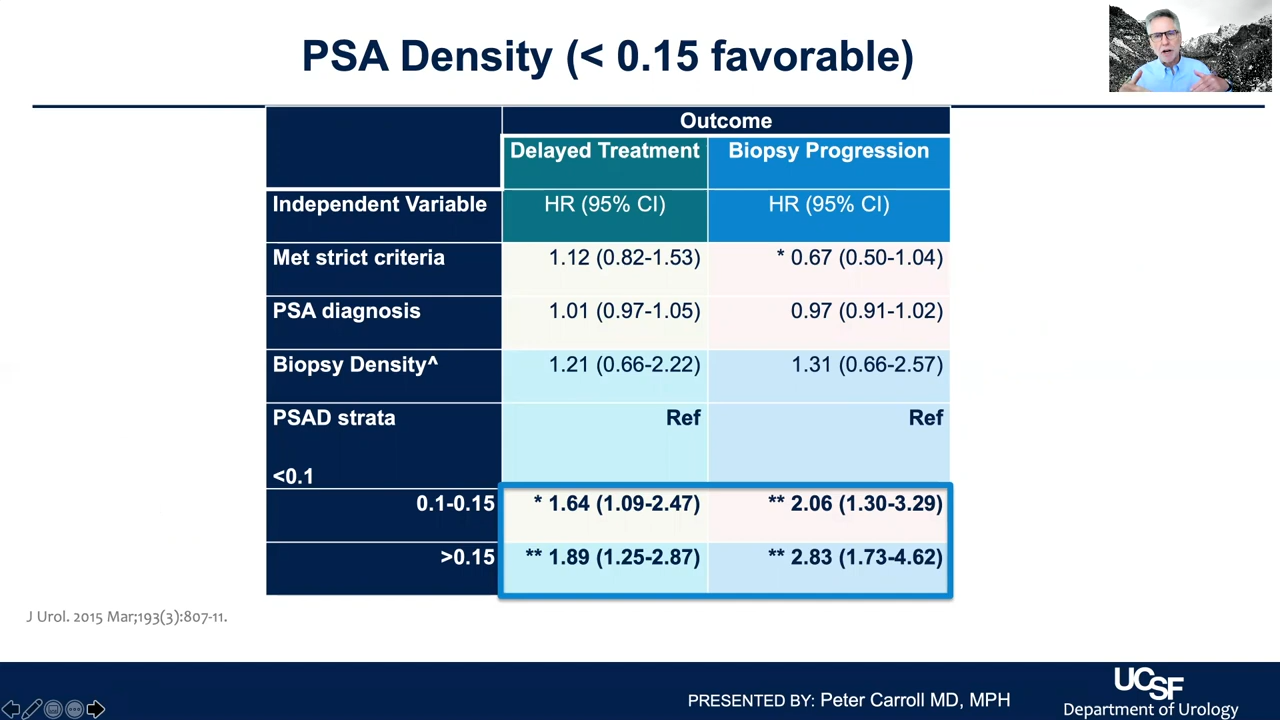 PSA Density (< 0.15 favorable)
Outcome
Delayed Treatment Biopsy Progression
Independent Variable HR (95% CI) HR (95% CI)
Met strict criteria 1.12 (0.82-1.53) * 0.67 (0.50-1.04)
PSA diagnosis 1.01 (0.97-1.05) 0.97 (0.91-1.02)
Biopsy Density^ 1.21 (0.66-2.22) 1.31 (0.66-2.57)
PSAD strata Ref Ref
<0.1
0.1-0.15 * 1.64 (1.09-2.47) ** 2.06 (1.30-3.29)
>0.15 ** 1.89 (1.25-2.87) ** 2.83 (1.73-4.62)
J Urol. 2015 Mar;193(3):807-11.
PRESENTED BY: Peter Carroll MD, MPH
UCSF
Department of Urology